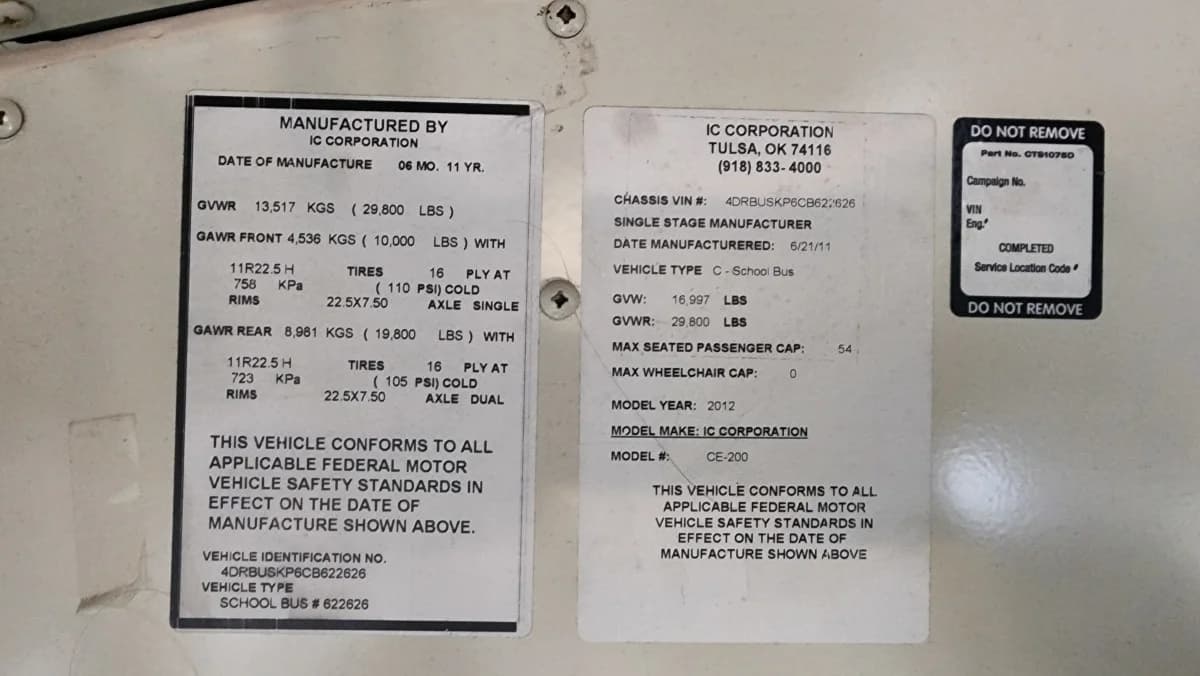 MANUFACTURED BY
IC CORPORATION
DATE OF MANUFACTURE 06 MO. 11 YR.
GVWR 13,517 KGS ( 29,800 LBS )
GAWR FRONT 4,536 KGS ( 10,000 LBS ) WITH
11R22.5 H TIRES 16 PLY AT
758 KPa ( 110 PSI) COLD
RIMS 22.5X7.50 AXLE SINGLE
GAWR REAR 8,981 KGS ( 19,800 LBS ) WITH
11R22.5 H TIRES 16 PLY AT
723 KPa ( 105 PSI) COLD
RIMS 22.5X7.50 AXLE DUAL
THIS VEHICLE CONFORMS TO ALL
APPLICABLE FEDERAL MOTOR
VEHICLE SAFETY STANDARDS IN
EFFECT ON THE DATE OF
MANUFACTURE SHOWN ABOVE.
VEHICLE IDENTIFICATION NO.
4DRBUSKP6CB622626
VEHICLE TYPE
SCHOOL BUS # 622626
IC CORPORATION
TULSA, OK 74116
(918) 833-4000
CHASSIS VIN #: 4DRBUSKP6CB622626
SINGLE STAGE MANUFACTURER
DATE MANUFACTURERED: 6/21/11
VEHICLE TYPE C - School Bus
GVW: 16,997 LBS
GVWR: 29,800 LBS
MAX SEATED PASSENGER CAP: 54
MAX WHEELCHAIR CAP: 0
MODEL YEAR: 2012
MODEL MAKE: IC CORPORATION
MODEL #: CE-200
THIS VEHICLE CONFORMS TO ALL
APPLICABLE FEDERAL MOTOR
VEHICLE SAFETY STANDARDS IN
EFFECT ON THE DATE OF
MANUFACTURE SHOWN ABOVE
DO NOT REMOVE
Part No. CTS1075D
Campaign No.
VIN
Eng.#
COMPLETED
Service Location Code #
DO NOT REMOVE